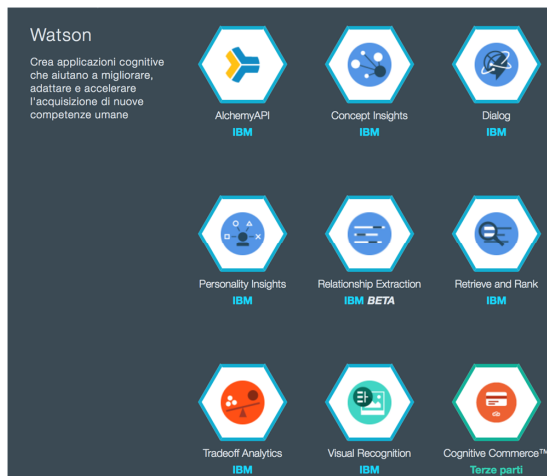 Watson
Crea applicazioni cognitive
che aiutano a migliorare,
adattare e accelerare
l'acquisizione di nuove
competenze umane
AlchemyAPI
IBM
Concept Insights
IBM
Dialog
IBM
Personality Insights
IBM
Relationship Extraction
IBM BETA
Retrieve and Rank
IBM
Tradeoff Analytics
IBM
Visual Recognition
IBM
Cognitive Commerce™
Terze parti